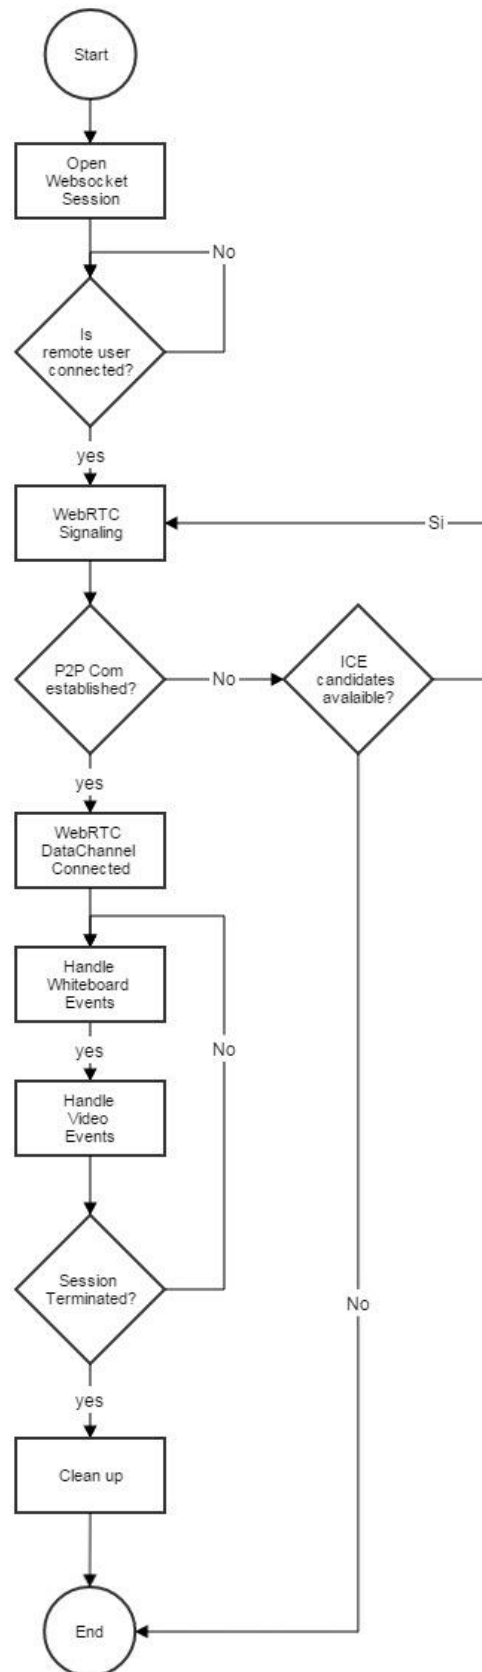 Start
Open
Websocket
Session
No
Is
remote user
connected?
yes
WebRTC
Signaling
Si
P2P Com
established?
No
ICE
candidates
avalaible?
yes
WebRTC
DataChannel
Connected
Handle
Whiteboard
Events
yes
No
Handle
Video
Events
Session
Terminated?
No
yes
Clean up
End